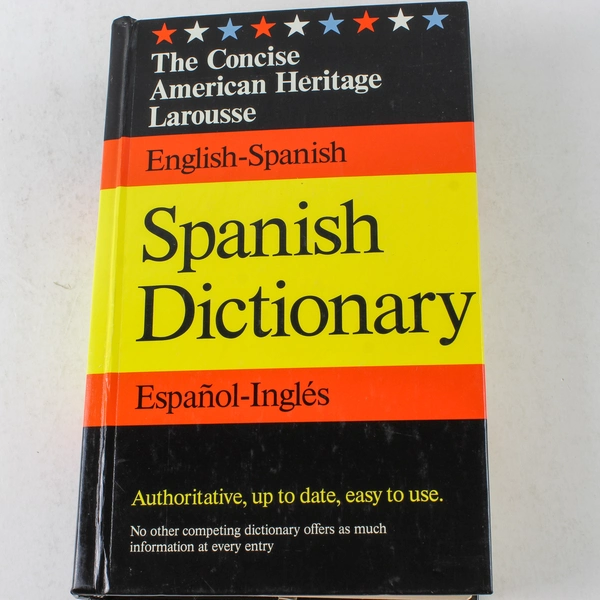 The Concise
American Heritage
Larousse
English-Spanish
Spanish
Dictionary
Español-Inglés
Authoritative, up to date, easy to use.
No other competing dictionary offers as much
information at every entry